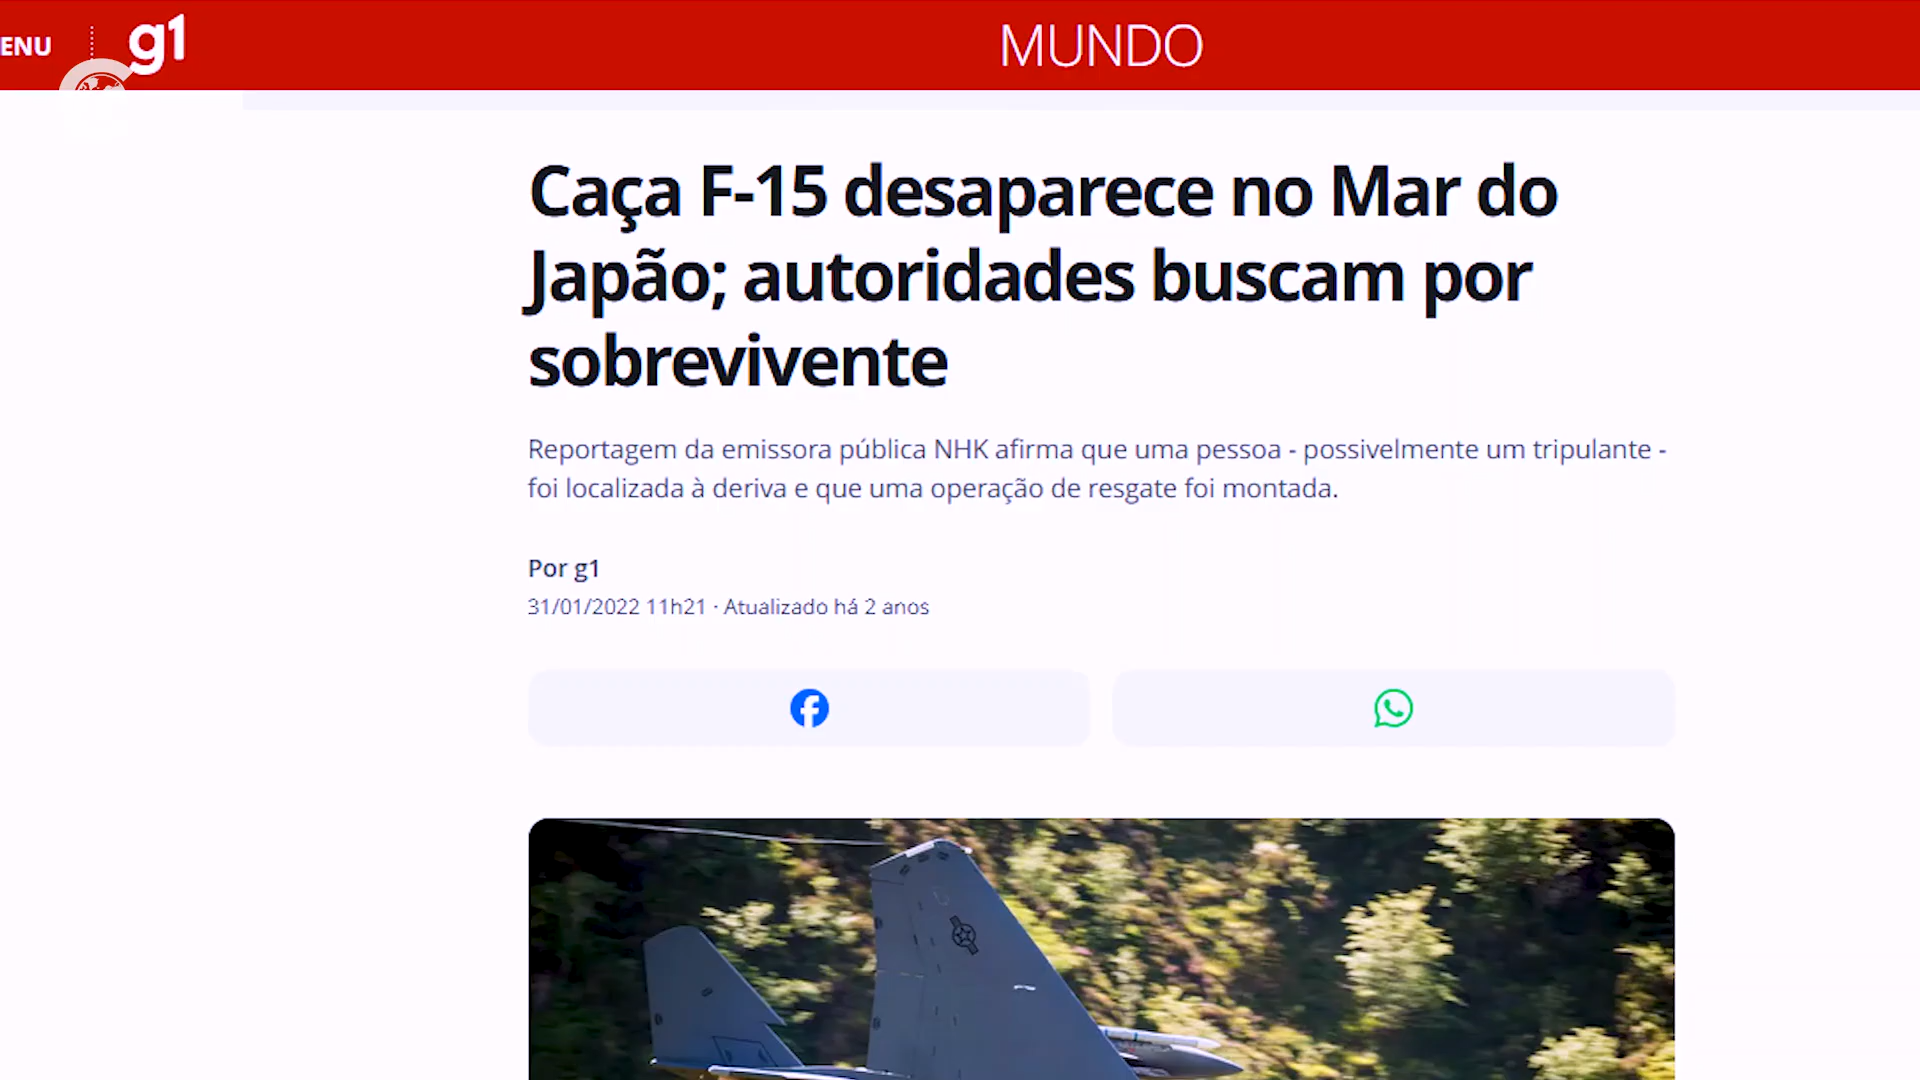 ENU
g1
MUNDO
Caça F-15 desaparece no Mar do
Japão; autoridades buscam por
sobrevivente
Reportagem da emissora pública NHK afirma que uma pessoa - possivelmente um tripulante -
foi localizada à deriva e que uma operação de resgate foi montada.
Por g1
31/01/2022 11h21 · Atualizado há 2 anos